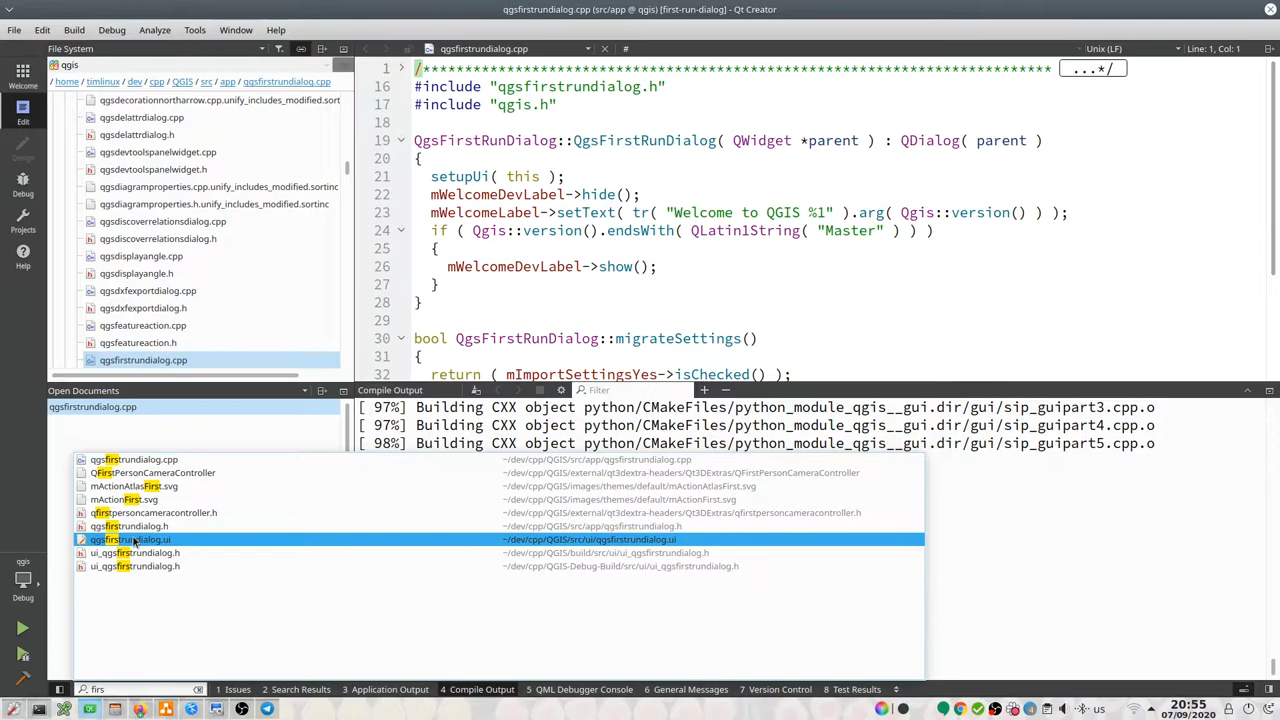 qgsfirstrundialog.cpp (src/app @ qgis) [first-run-dialog] - Qt Creator
File Edit Build Debug Analyze Tools Window Help
File System
qgsfirstrundialog.cpp
#
Unix (LF)
Line: 1, Col: 1
Welcome
Edit
Design
Debug
Projects
Help
qgis
home timlinux dev cpp QGIS src app qgsfirstrundialog.cpp
qgsdecorationnortharrow.cpp.unify_includes_modified.sort
qgsdelattrdialog.cpp
qgsdelattrdialog.h
qgsdevtoolspanelwidget.cpp
qgsdevtoolspanelwidget.h
qgsdiagramproperties.cpp.unify_includes_modified.sortinc
qgsdiagramproperties.h.unify_includes_modified.sortinc
qgsdiscoverrelationsdialog.cpp
qgsdiscoverrelationsdialog.h
qgsdisplayangle.cpp
qgsdisplayangle.h
qgsdxfexportdialog.cpp
qgsdxfexportdialog.h
qgsfeatureaction.cpp
qgsfeatureaction.h
qgsfirstrundialog.cpp
1 /**************************************************************************** ...*/
16 #include "qgsfirstrundialog.h"
17 #include "qgis.h"
18
19 QgsFirstRunDialog::QgsFirstRunDialog( QWidget *parent ) : QDialog( parent )
20 {
21 setupUi( this );
22 mWelcomeDevLabel->hide();
23 mWelcomeLabel->setText( tr( "Welcome to QGIS %1" ).arg( Qgis::version() ) );
24 if ( Qgis::version().endsWith( QLatin1String( "Master" ) ) )
25 {
26 mWelcomeDevLabel->show();
27 }
28 }
29
30 bool QgsFirstRunDialog::migrateSettings()
31 {
32 return ( mImportSettingsYes->isChecked() );
Open Documents
qgsfirstrundialog.cpp
Compile Output
Filter
[ 97%] Building CXX object python/CMakeFiles/python_module_qgis__gui.dir/gui/sip_guipart3.cpp.o
[ 97%] Building CXX object python/CMakeFiles/python_module_qgis__gui.dir/gui/sip_guipart4.cpp.o
[ 98%] Building CXX object python/CMakeFiles/python_module_qgis__gui.dir/gui/sip_guipart5.cpp.o
qgsfirstrundialog.cpp ~/dev/cpp/QGIS/src/app/qgsfirstrundialog.cpp
QFirstPersonCameraController ~/dev/cpp/QGIS/external/qt3dextra-headers/Qt3DExtras/QFirstPersonCameraController
mActionAtlasFirst.svg ~/dev/cpp/QGIS/images/themes/default/mActionAtlasFirst.svg
mActionFirst.svg ~/dev/cpp/QGIS/images/themes/default/mActionFirst.svg
qfirstpersoncameracontroller.h ~/dev/cpp/QGIS/external/qt3dextra-headers/Qt3DExtras/qfirstpersoncameracontroller.h
qgsfirstrundialog.h ~/dev/cpp/QGIS/src/app/qgsfirstrundialog.h
qgsfirstrundialog.ui ~/dev/cpp/QGIS/src/ui/qgsfirstrundialog.ui
ui_qgsfirstrundialog.h ~/dev/cpp/QGIS/build/src/ui/ui_qgsfirstrundialog.h
ui_qgsfirstrundialog.h ~/dev/cpp/QGIS-Debug-Build/src/ui/ui_qgsfirstrundialog.h
qgis
Debug
firs
1 Issues 2 Search Results 3 Application Output 4 Compile Output 5 QML Debugger Console 6 General Messages 7 Version Control 8 Test Results
us
20:55
07/09/2020